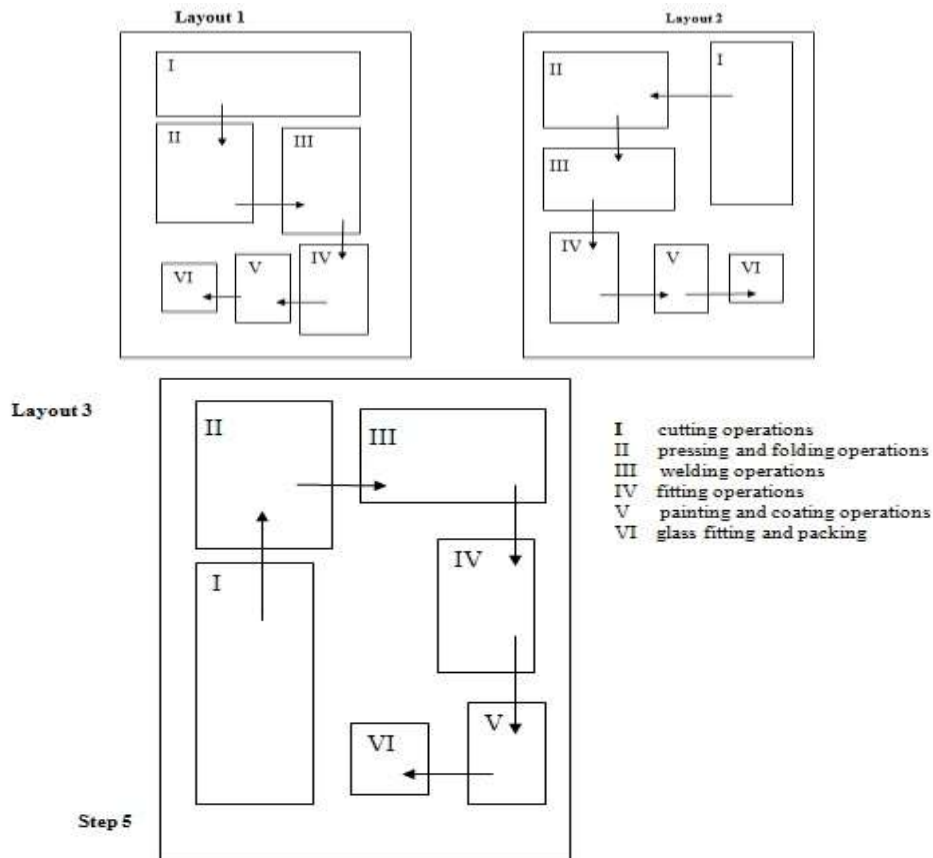 Layout 1
I
II
III
IV
V
VI
Layout 2
I
II
III
IV
V
VI
Layout 3
II
III
I
IV
V
VI
I cutting operations
II pressing and folding operations
III welding operations
IV fitting operations
V painting and coating operations
VI glass fitting and packing
Step 5